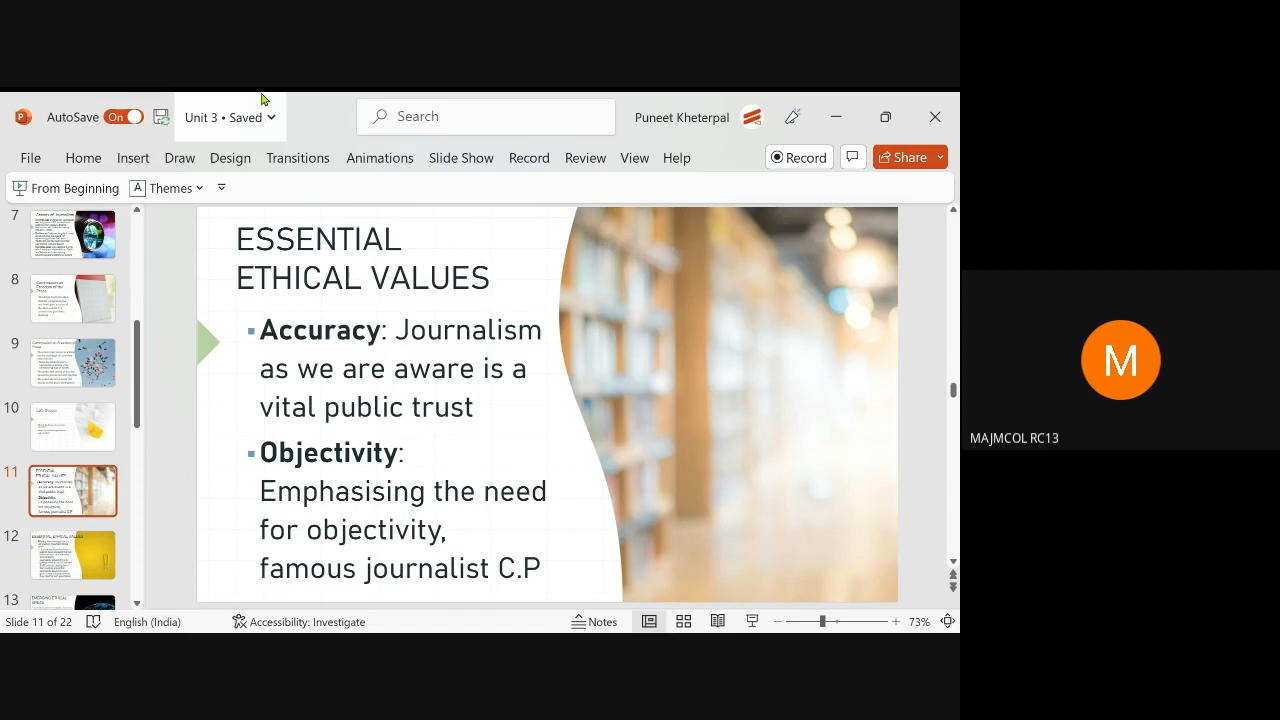 AutoSave On Unit 3 • Saved Search Puneet Kheterpal
File Home Insert Draw Design Transitions Animations Slide Show Record Review View Help Record Share
From Beginning A Themes
7
8
9
10
11
12
13
ESSENTIAL
ETHICAL VALUES
Accuracy: Journalism
as we are aware is a
vital public trust
Objectivity:
Emphasising the need
for objectivity,
famous journalist C.P
M
MAJMCOL RC13
Slide 11 of 22 English (India) Accessibility: Investigate Notes 73%